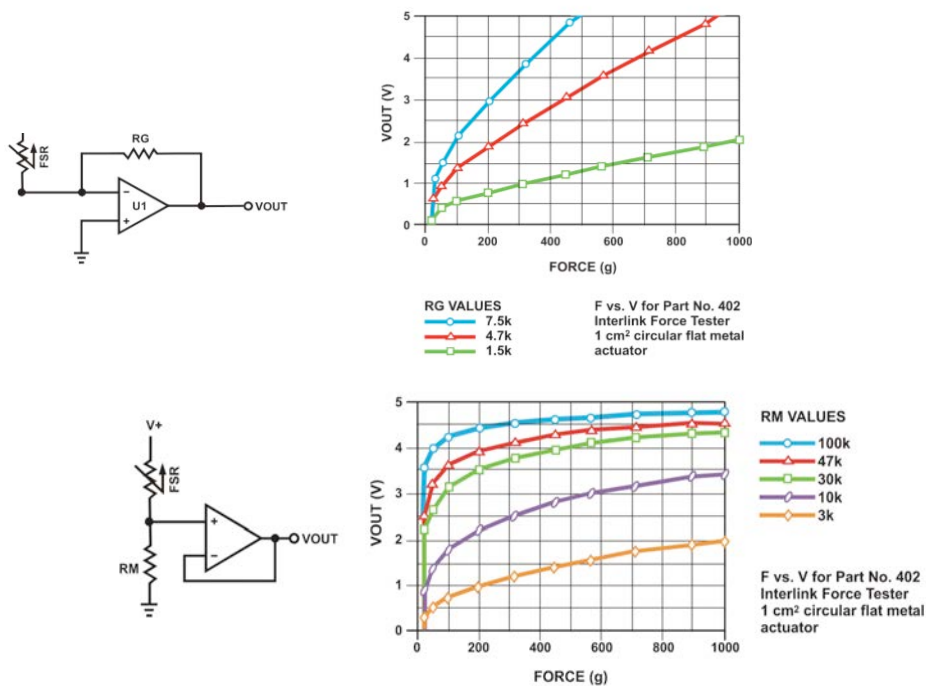 RG
FSR
−
+
U1
VOUT
5
4
3
2
1
0
VOUT (V)
0
200
400
600
800
1000
FORCE (g)
RG VALUES
7.5k
4.7k
1.5k
F vs. V for Part No. 402
Interlink Force Tester
1 cm² circular flat metal
actuator
V+
FSR
RM
+
−
VOUT
5
4
3
2
1
0
VOUT (V)
0
200
400
600
800
1000
FORCE (g)
RM VALUES
100k
47k
30k
10k
3k
F vs. V for Part No. 402
Interlink Force Tester
1 cm² circular flat metal
actuator